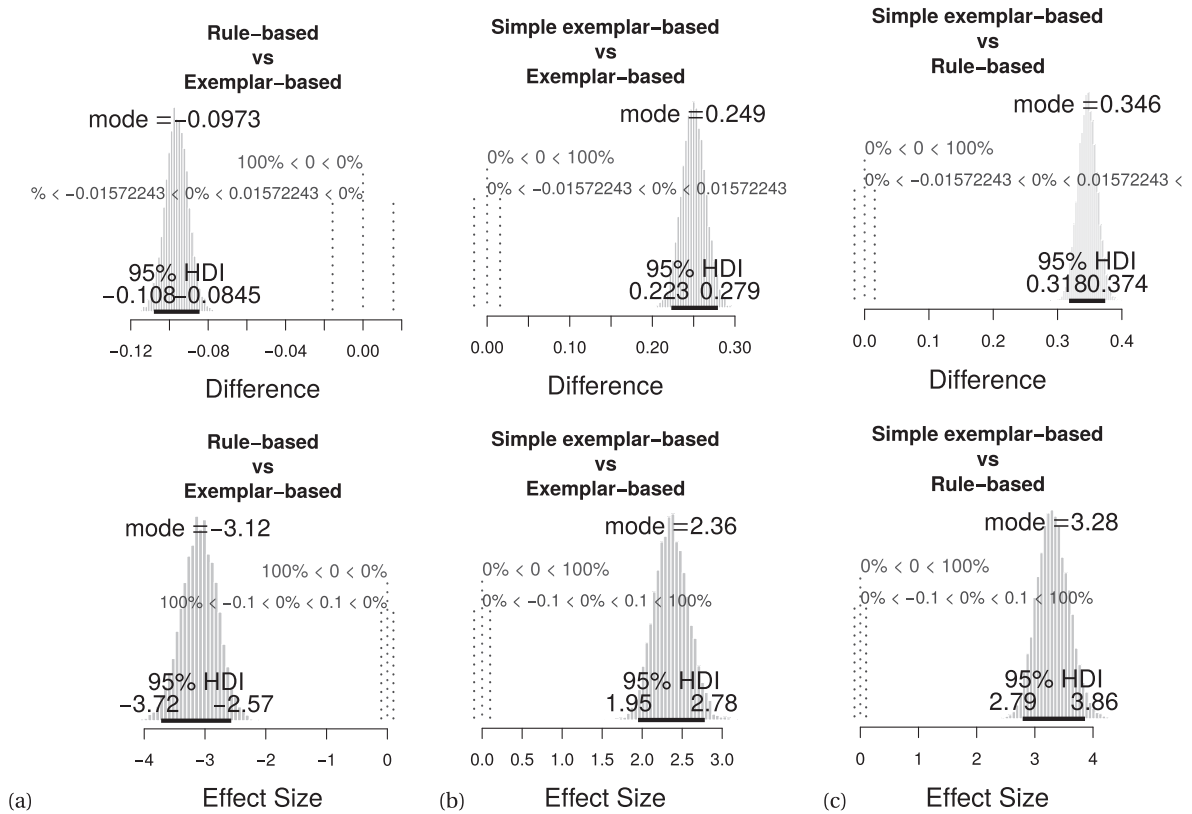 Rule−based
vs
Exemplar−based
mode =−0.0973
100% < 0 < 0%
% < −0.01572243 < 0% < 0.01572243 < 0%
95% HDI
−0.108 −0.0845
−0.12 −0.08 −0.04 0.00
Difference
Simple exemplar−based
vs
Exemplar−based
mode =0.249
0% < 0 < 100%
0% < −0.01572243 < 0% < 0.01572243
95% HDI
0.223 0.279
0.00 0.10 0.20 0.30
Difference
Simple exemplar−based
vs
Rule−based
mode =0.346
0% < 0 < 100%
0% < −0.01572243 < 0% < 0.01572243 <
95% HDI
0.318 0.374
0.0 0.1 0.2 0.3 0.4
Difference
Rule−based
vs
Exemplar−based
mode =−3.12
100% < 0 < 0%
100% < −0.1 < 0% < 0.1 < 0%
95% HDI
−3.72 −2.57
−4 −3 −2 −1 0
(a) Effect Size
Simple exemplar−based
vs
Exemplar−based
mode =2.36
0% < 0 < 100%
0% < −0.1 < 0% < 0.1 < 100%
95% HDI
1.95 2.78
0.0 0.5 1.0 1.5 2.0 2.5 3.0
(b) Effect Size
Simple exemplar−based
vs
Rule−based
mode =3.28
0% < 0 < 100%
0% < −0.1 < 0% < 0.1 < 100%
95% HDI
2.79 3.86
0 1 2 3 4
(c) Effect Size